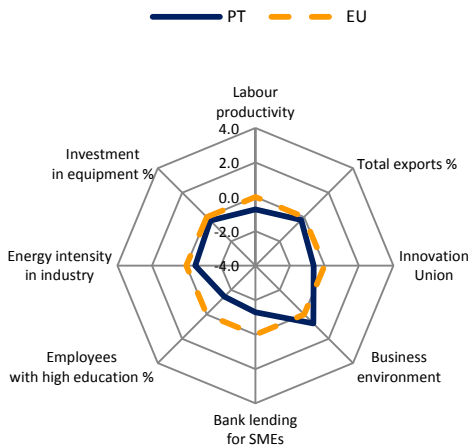 PT EU
Labour
productivity
4.0
Investment
in equipment %
2.0
Total exports %
0.0
-2.0
Energy intensity
in industry
-4.0
Innovation
Union
Employees
with high education %
Business
environment
Bank lending
for SMEs